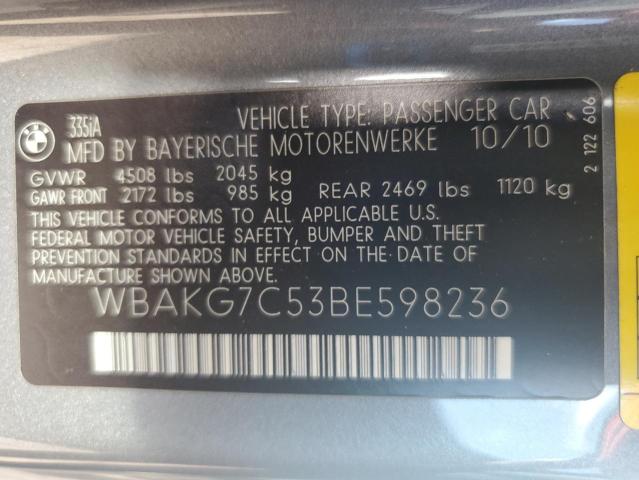 BMW
335iA VEHICLE TYPE: PASSENGER CAR
MFD BY BAYERISCHE MOTORENWERKE 10/10
GVWR 4508 lbs 2045 kg
GAWR FRONT 2172 lbs 985 kg REAR 2469 lbs 1120 kg
THIS VEHICLE CONFORMS TO ALL APPLICABLE U.S.
FEDERAL MOTOR VEHICLE SAFETY, BUMPER AND THEFT
PREVENTION STANDARDS IN EFFECT ON THE DATE OF
MANUFACTURE SHOWN ABOVE
WBAKG7C53BE598236
2 122 606